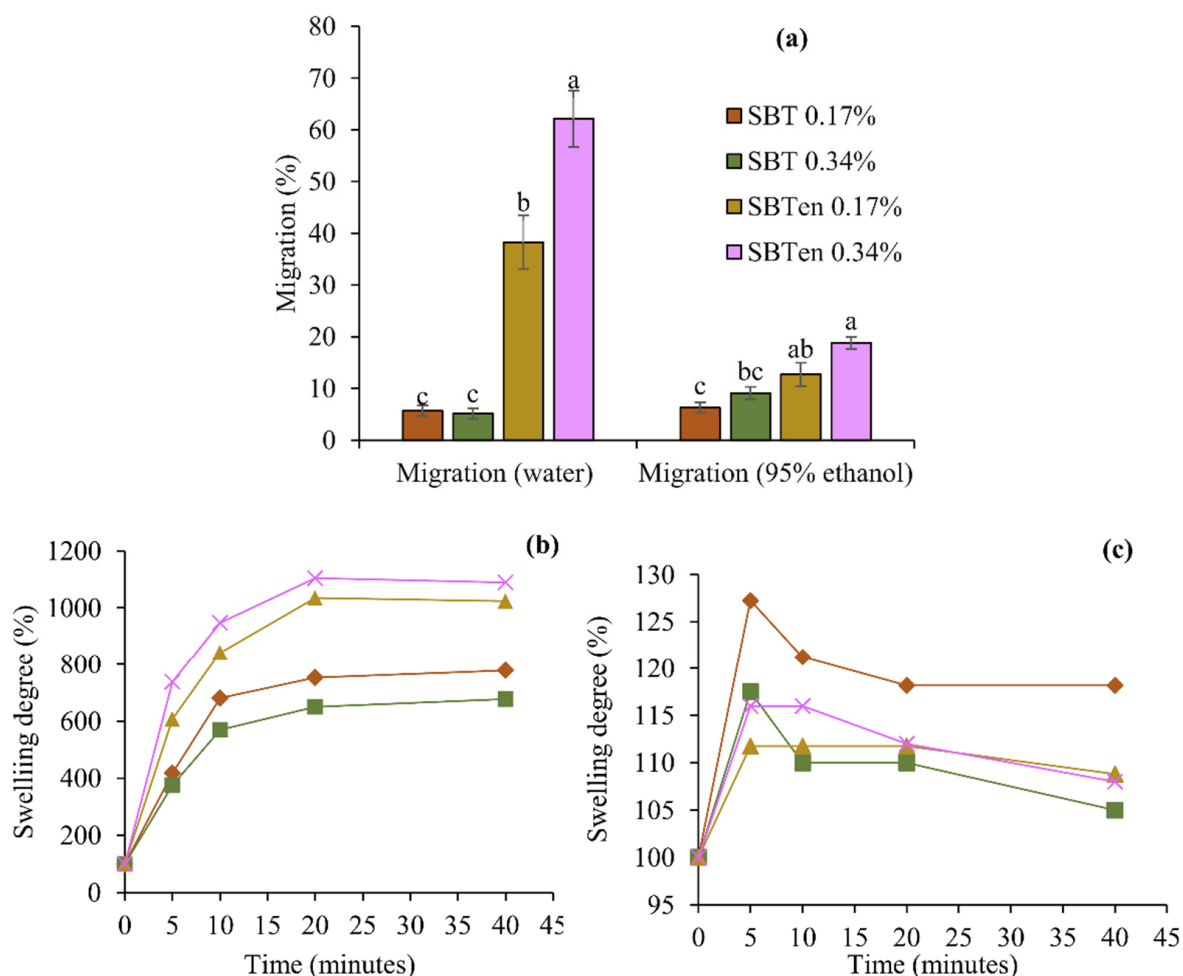 (a)
80
70
60
50
40
30
20
10
0
Migration (%)
c
c
b
a
c
bc
ab
a
SBT 0.17%
SBT 0.34%
SBTen 0.17%
SBTen 0.34%
Migration (water)
Migration (95% ethanol)
(b)
1200
1000
800
600
400
200
0
Swelliing degree (%)
0 5 10 15 20 25 30 35 40 45
Time (minutes)
(c)
130
125
120
115
110
105
100
95
Swelling degree (%)
0 5 10 15 20 25 30 35 40 45
Time (minutes)